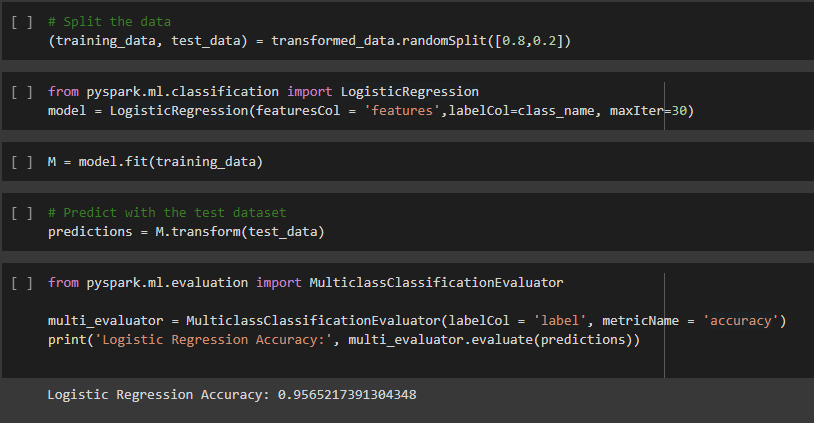 [ ] # Split the data
(training_data, test_data) = transformed_data.randomSplit([0.8,0.2])
[ ] from pyspark.ml.classification import LogisticRegression
model = LogisticRegression(featuresCol = 'features',labelCol=class_name, maxIter=30)
[ ] M = model.fit(training_data)
[ ] # Predict with the test dataset
predictions = M.transform(test_data)
[ ] from pyspark.ml.evaluation import MulticlassClassificationEvaluator
multi_evaluator = MulticlassClassificationEvaluator(labelCol = 'label', metricName = 'accuracy')
print('Logistic Regression Accuracy:', multi_evaluator.evaluate(predictions))
Logistic Regression Accuracy: 0.9565217391304348